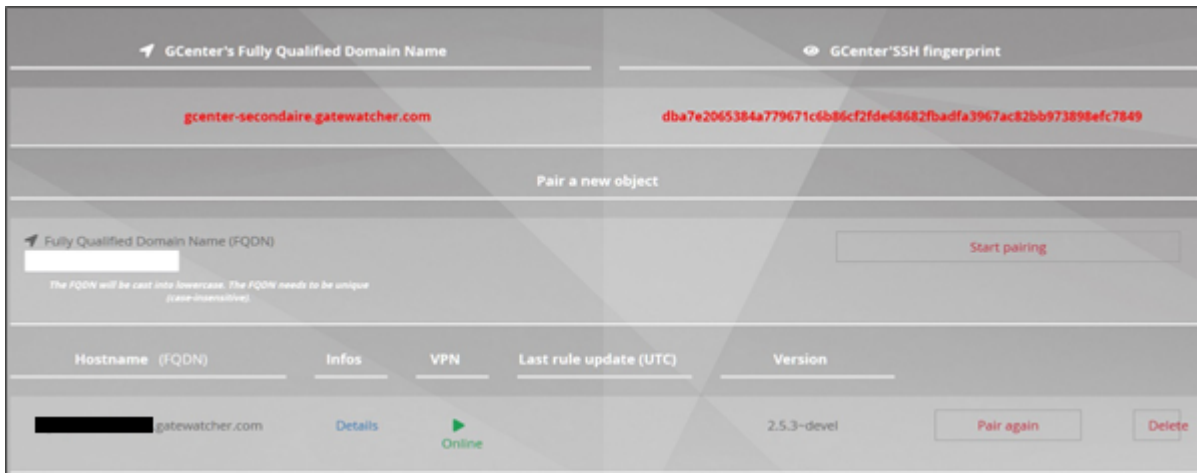 GCenter's Fully Qualified Domain Name
GCenter'SSH fingerprint
gcenter-secondaire.gatewatcher.com
dba7e2065384a779671c6b86cf2fde68682fbadfa3967ac82bb973898efc7849
Pair a new object
Fully Qualified Domain Name (FQDN)
Start pairing
The FQDN will be cast into lowercase. The FQDN needs to be unique
(case-insensitive).
Hostname (FQDN) Infos VPN Last rule update (UTC) Version
.gatewatcher.com Details Online 2.5.3-devel Pair again Delete